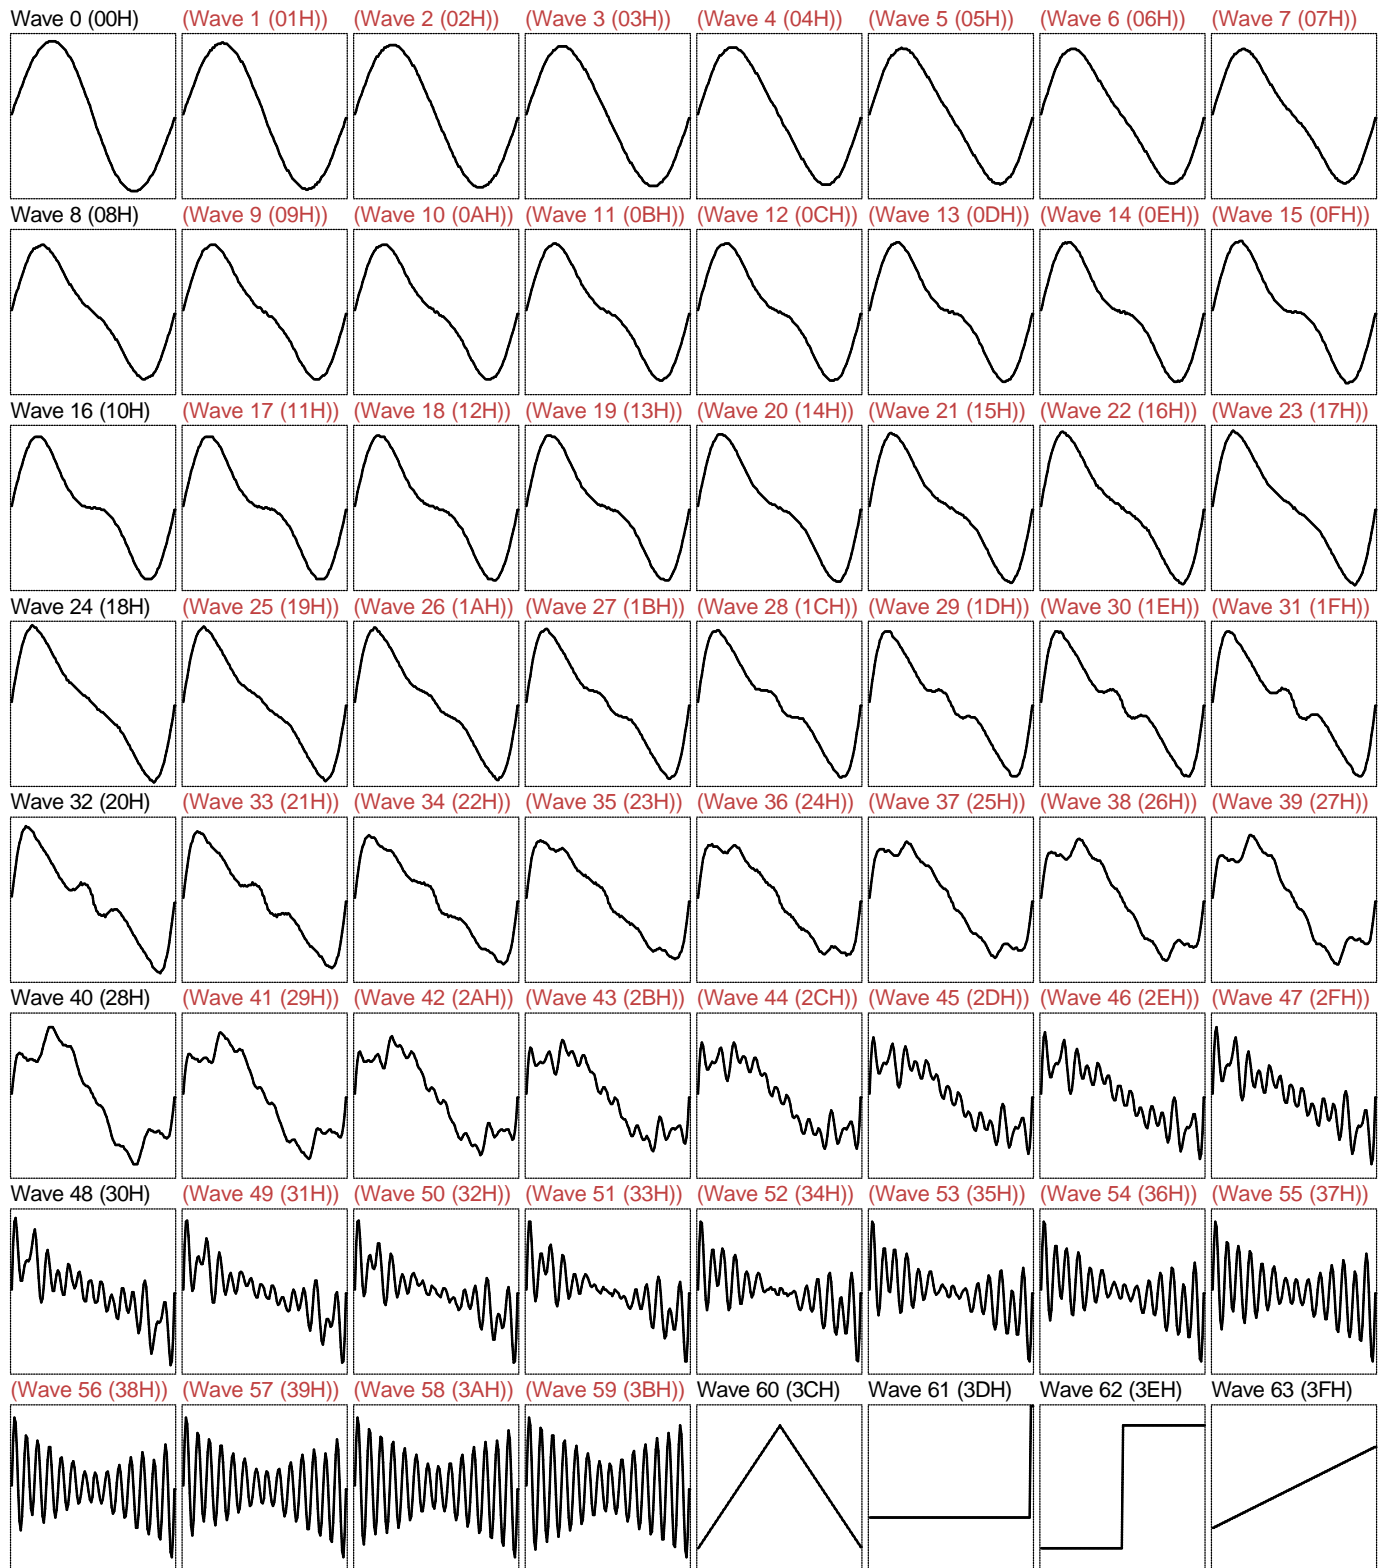 Wave 0 (00H) (Wave 1 (01H)) (Wave 2 (02H)) (Wave 3 (03H)) (Wave 4 (04H)) (Wave 5 (05H)) (Wave 6 (06H)) (Wave 7 (07H))
Wave 8 (08H) (Wave 9 (09H)) (Wave 10 (0AH)) (Wave 11 (0BH)) (Wave 12 (0CH)) (Wave 13 (0DH)) (Wave 14 (0EH)) (Wave 15 (0FH))
Wave 16 (10H) (Wave 17 (11H)) (Wave 18 (12H)) (Wave 19 (13H)) (Wave 20 (14H)) (Wave 21 (15H)) (Wave 22 (16H)) (Wave 23 (17H))
Wave 24 (18H) (Wave 25 (19H)) (Wave 26 (1AH)) (Wave 27 (1BH)) (Wave 28 (1CH)) (Wave 29 (1DH)) (Wave 30 (1EH)) (Wave 31 (1FH))
Wave 32 (20H) (Wave 33 (21H)) (Wave 34 (22H)) (Wave 35 (23H)) (Wave 36 (24H)) (Wave 37 (25H)) (Wave 38 (26H)) (Wave 39 (27H))
Wave 40 (28H) (Wave 41 (29H)) (Wave 42 (2AH)) (Wave 43 (2BH)) (Wave 44 (2CH)) (Wave 45 (2DH)) (Wave 46 (2EH)) (Wave 47 (2FH))
Wave 48 (30H) (Wave 49 (31H)) (Wave 50 (32H)) (Wave 51 (33H)) (Wave 52 (34H)) (Wave 53 (35H)) (Wave 54 (36H)) (Wave 55 (37H))
(Wave 56 (38H)) (Wave 57 (39H)) (Wave 58 (3AH)) (Wave 59 (3BH)) Wave 60 (3CH) Wave 61 (3DH) Wave 62 (3EH) Wave 63 (3FH)